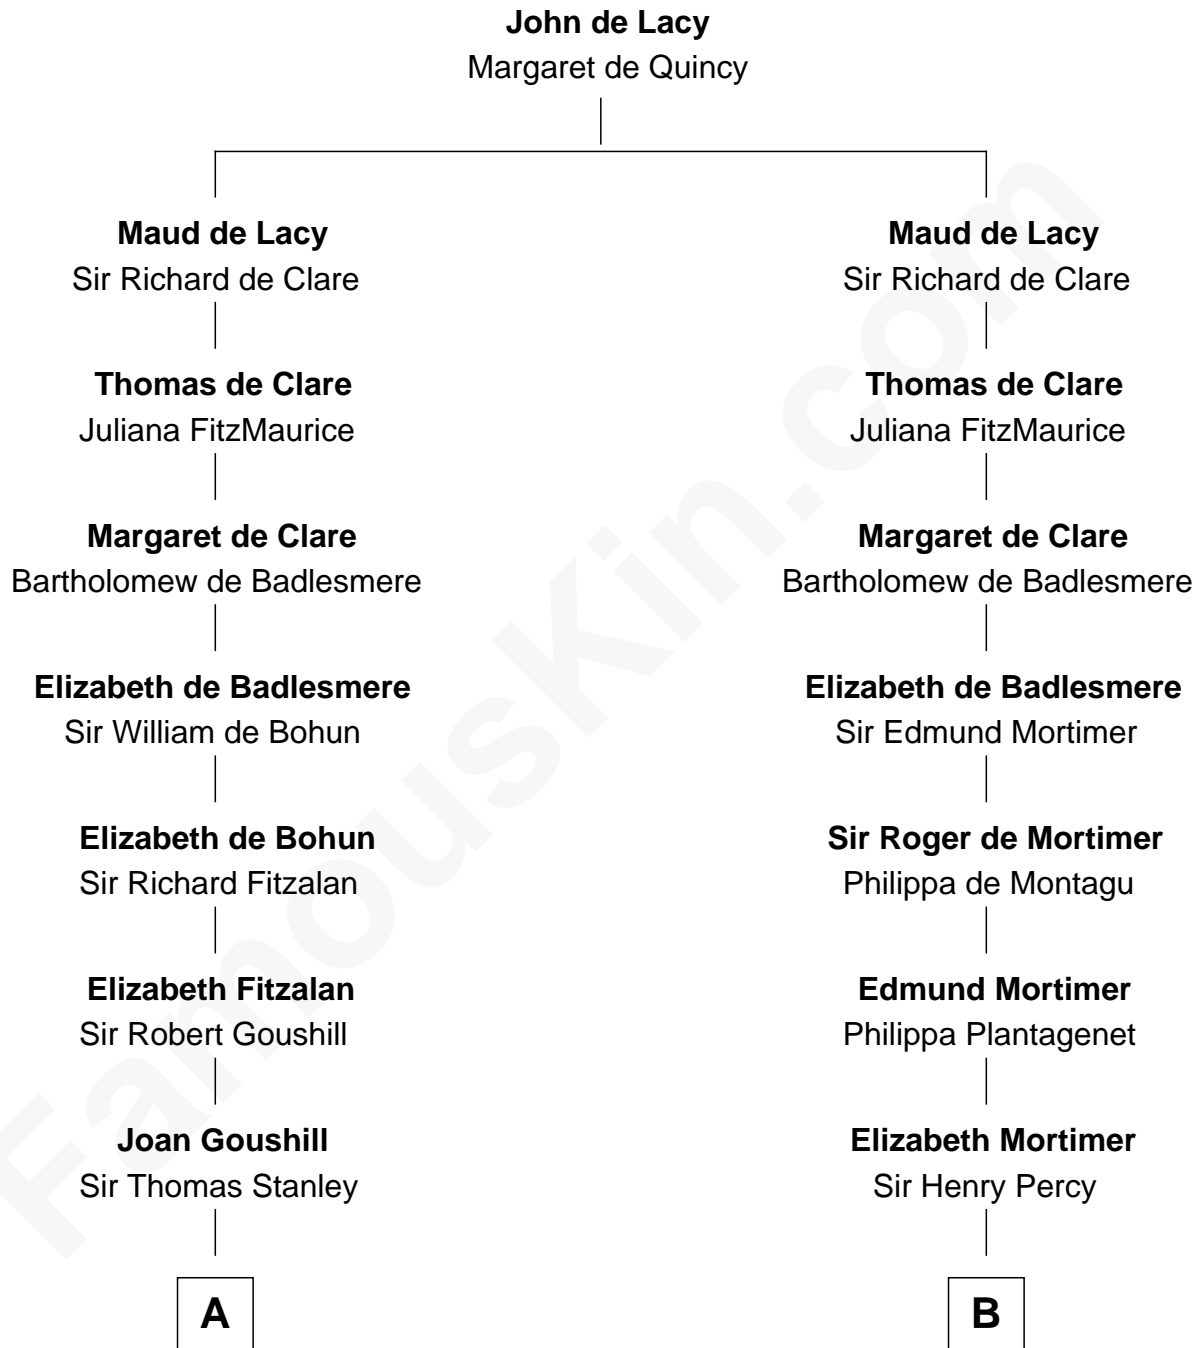 John de Lacy
Margaret de Quincy
Maud de Lacy
Sir Richard de Clare
Maud de Lacy
Sir Richard de Clare
Thomas de Clare
Juliana FitzMaurice
Thomas de Clare
Juliana FitzMaurice
Margaret de Clare
Bartholomew de Badlesmere
Margaret de Clare
Bartholomew de Badlesmere
Elizabeth de Badlesmere
Sir William de Bohun
Elizabeth de Badlesmere
Sir Edmund Mortimer
Elizabeth de Bohun
Sir Richard Fitzalan
Sir Roger de Mortimer
Philippa de Montagu
Elizabeth Fitzalan
Sir Robert Goushill
Edmund Mortimer
Philippa Plantagenet
Joan Goushill
Sir Thomas Stanley
Elizabeth Mortimer
Sir Henry Percy
A
B
FamousKin.com